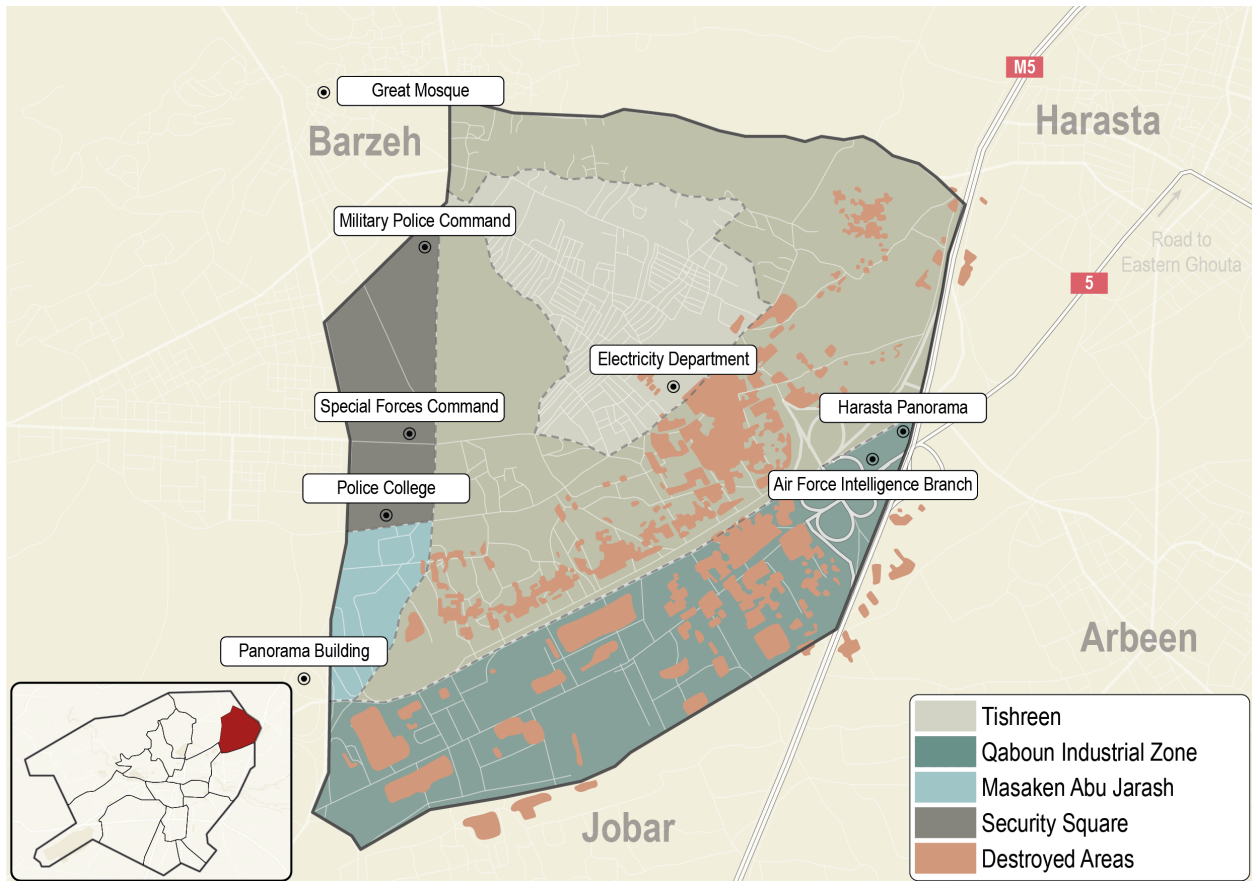 M5
Great Mosque
Harasta
Barzeh
Military Police Command
Road to
Eastern Ghouta
5
Electricity Department
Special Forces Command
Harasta Panorama
Police College
Air Force Intelligence Branch
Panorama Building
Arbeen
Jobar
Tishreen
Qaboun Industrial Zone
Masaken Abu Jarash
Security Square
Destroyed Areas